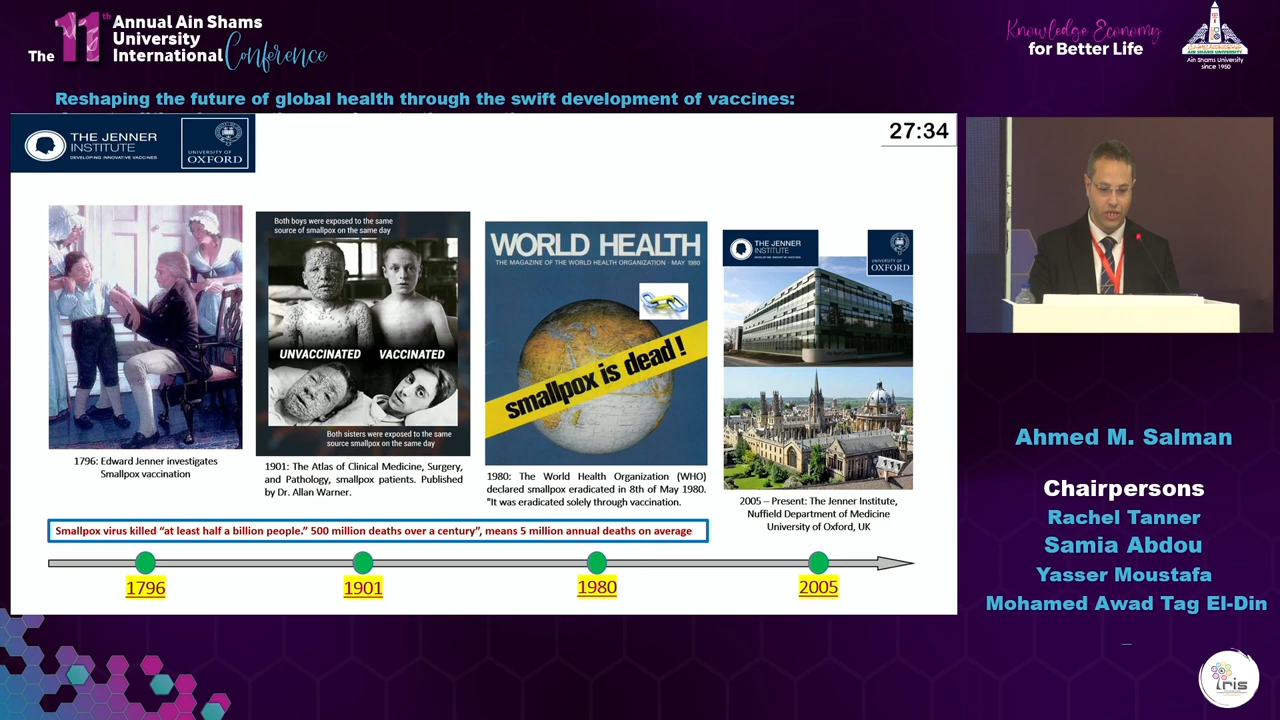 The 11th Annual Ain Shams
University
International Conference
Knowledge Economy
for Better Life
AIN SHAMS UNIVERSITY
Ain Shams University
since 1950
Reshaping the future of global health through the swift development of vaccines:
THE JENNER
INSTITUTE
DEVELOPING INNOVATIVE VACCINES
UNIVERSITY OF
OXFORD
27:34
Both boys were exposed to the same
source of smallpox on the same day
UNVACCINATED VACCINATED
Both sisters were exposed to the same
source smallpox on the same day
WORLD HEALTH
THE MAGAZINE OF THE WORLD HEALTH ORGANIZATION · MAY 1980
smallpox is dead!
THE JENNER
INSTITUTE
UNIVERSITY OF
OXFORD
1796: Edward Jenner investigates
Smallpox vaccination
1901: The Atlas of Clinical Medicine, Surgery,
and Pathology, smallpox patients. Published
by Dr. Allan Warner.
1980: The World Health Organization (WHO)
declared smallpox eradicated in 8th of May 1980.
"It was eradicated solely through vaccination.
2005 – Present: The Jenner Institute,
Nuffield Department of Medicine
University of Oxford, UK
Smallpox virus killed "at least half a billion people." 500 million deaths over a century", means 5 million annual deaths on average
1796
1901
1980
2005
Ahmed M. Salman
Chairpersons
Rachel Tanner
Samia Abdou
Yasser Moustafa
Mohamed Awad Tag El-Din
iris